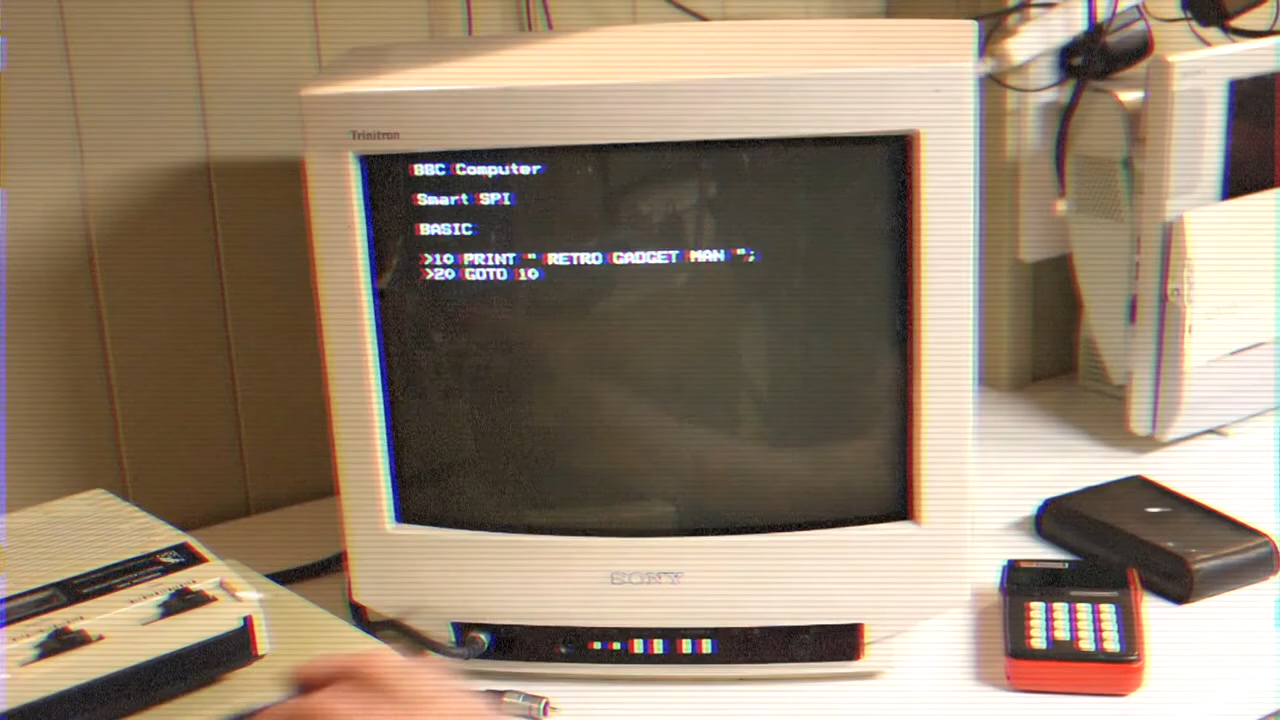 Trinitron
BBC Computer
Smart SPI
BASIC
>10 PRINT " RETRO GADGET MAN ";
>20 GOTO 10
SONY